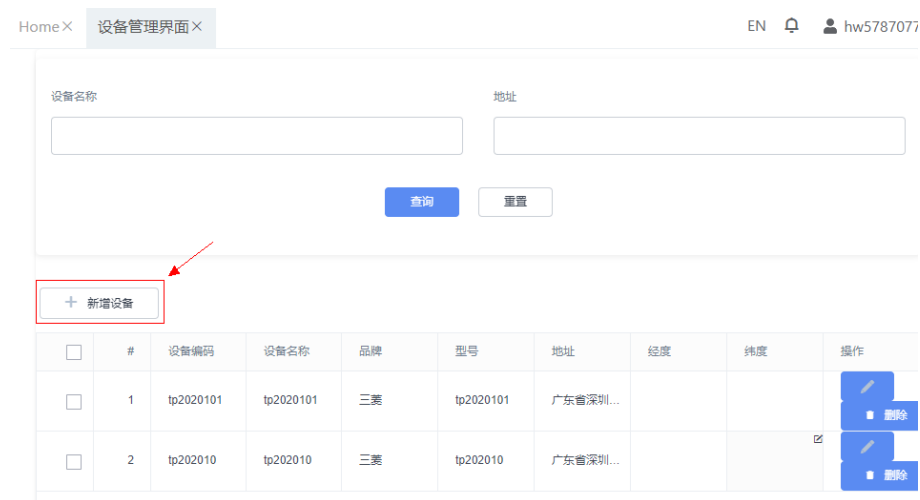 Home× 设备管理界面× EN hw5787077
设备名称 地址
查询 重置
+ 新增设备
# 设备编码 设备名称 品牌 型号 地址 经度 纬度 操作
1 tp2020101 tp2020101 三菱 tp2020101 广东省深圳...
删除
2 tp202010 tp202010 三菱 tp202010 广东省深圳...
删除